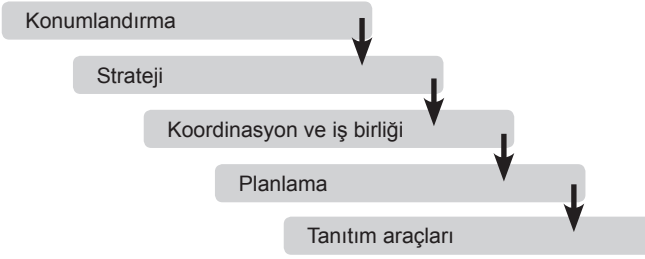 Konumlandırma
Strateji
Koordinasyon ve iş birliği
Planlama
Tanıtım araçları